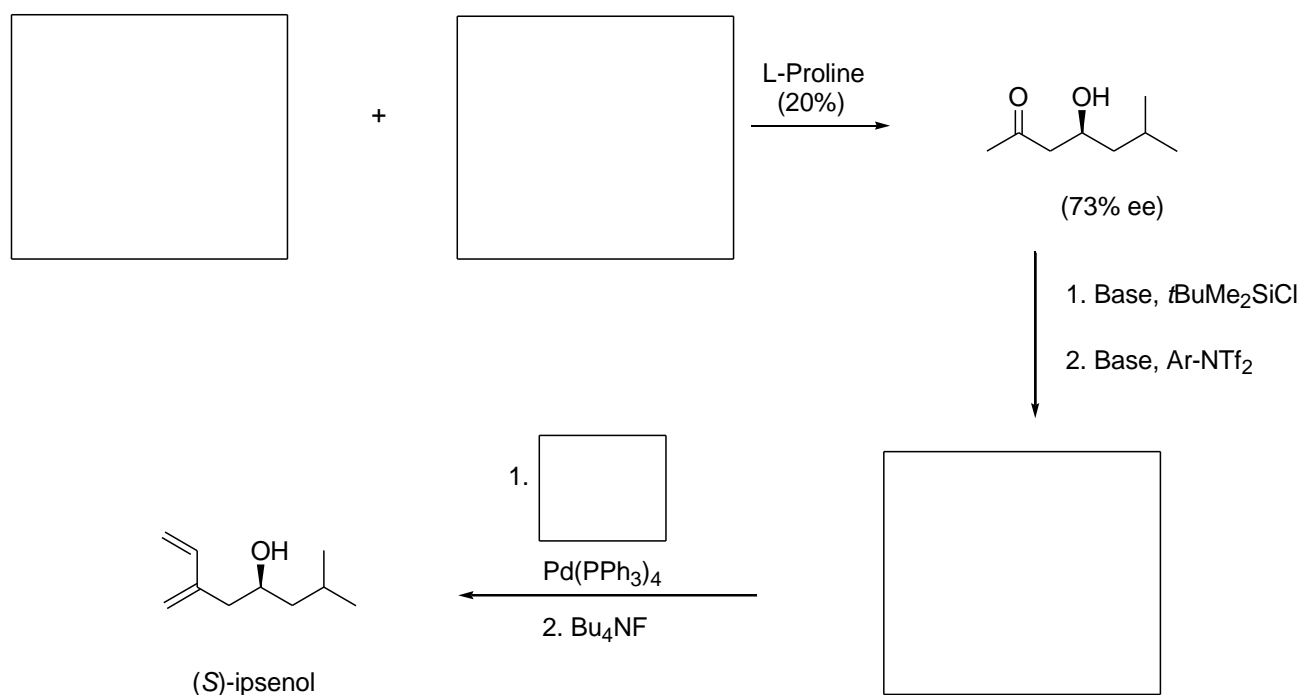 +
L-Proline
(20%)
O
OH
(73% ee)
1. Base, tBuMe₂SiCl
2. Base, Ar-NTf₂
1.
Pd(PPh₃)₄
2. Bu₄NF
OH
(S)-ipsenol